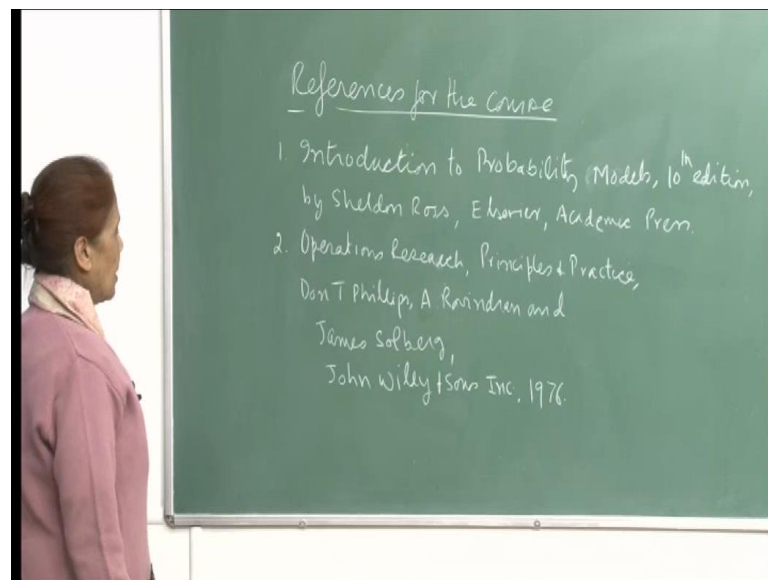 References for the course
1. Introduction to Probability Models, 10th edition,
by Sheldon Ross, Elsevier, Academic Press.
2. Operations Research, Principles & Practice,
Don T Phillips, A. Ravindran and
James Solberg,
John Wiley & Sons Inc, 1976.